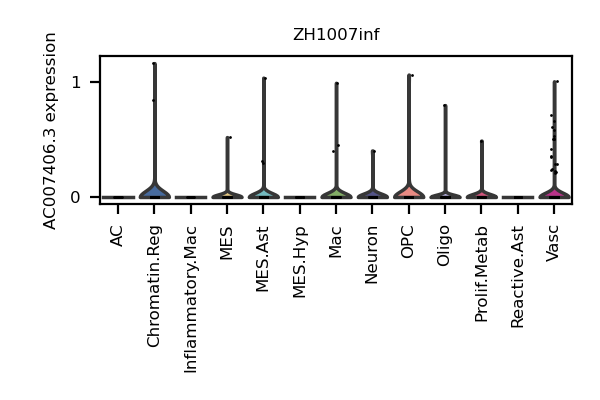 ZH1007inf
AC007406.3 expression
1
0
AC
Chromatin.Reg
Inflammatory.Mac
MES
MES.Ast
MES.Hyp
Mac
Neuron
OPC
Oligo
Prolif.Metab
Reactive.Ast
Vasc